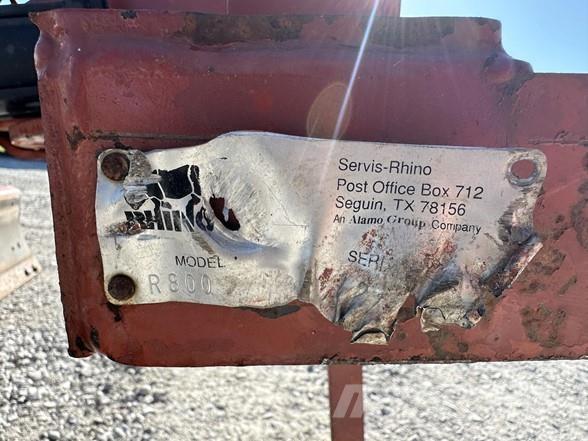 RHINO
MODEL
R800
Servis-Rhino
Post Office Box 712
Seguin, TX 78156
An Alamo Group Company
SERI